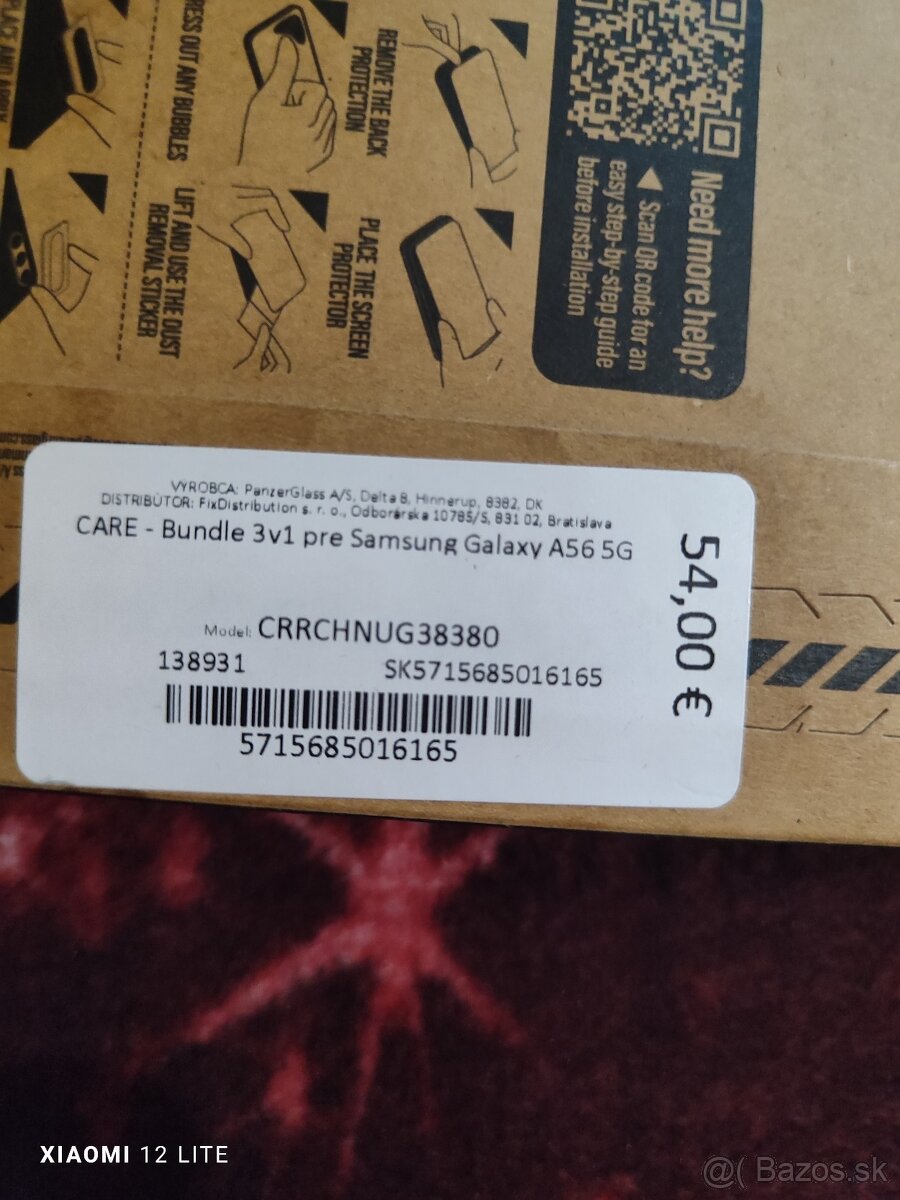 PRESS OUT ANY BUBBLES
REMOVE THE BACK
PROTECTION
LIFT AND USE THE DUST
REMOVAL STICKER
PLACE THE SCREEN
PROTECTOR
Need more help?
Scan QR code for an
easy step-by-step guide
before installation
VÝROBCA: PanzerGlass A/S, Delta 8, Hinnerup, 8382, DK
DISTRIBÚTOR: FixDistribution s. r. o., Odborárska 10785/5, 831 02, Bratislava
CARE - Bundle 3v1 pre Samsung Galaxy A56 5G
54,00 €
Model: CRRCHNUG38380
138931 SK5715685016165
5715685016165
XIAOMI 12 LITE
@( Bazos.sk